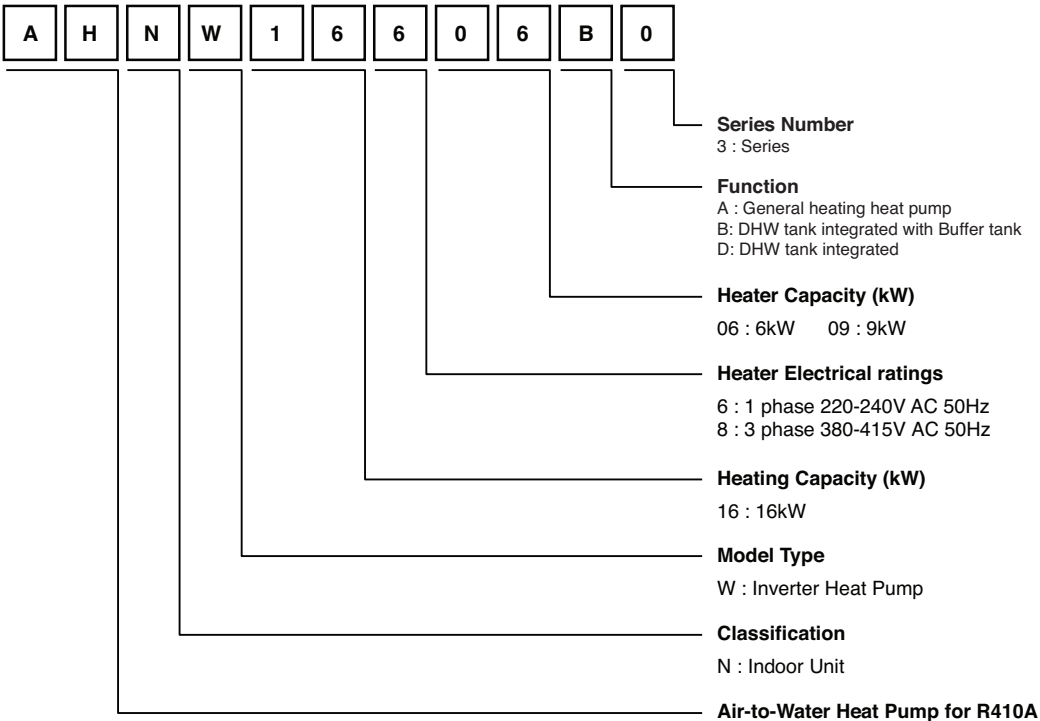 A H N W 1 6 6 0 6 B 0
Series Number
3 : Series
Function
A : General heating heat pump
B: DHW tank integrated with Buffer tank
D: DHW tank integrated
Heater Capacity (kW)
06 : 6kW 09 : 9kW
Heater Electrical ratings
6 : 1 phase 220-240V AC 50Hz
8 : 3 phase 380-415V AC 50Hz
Heating Capacity (kW)
16 : 16kW
Model Type
W : Inverter Heat Pump
Classification
N : Indoor Unit
Air-to-Water Heat Pump for R410A